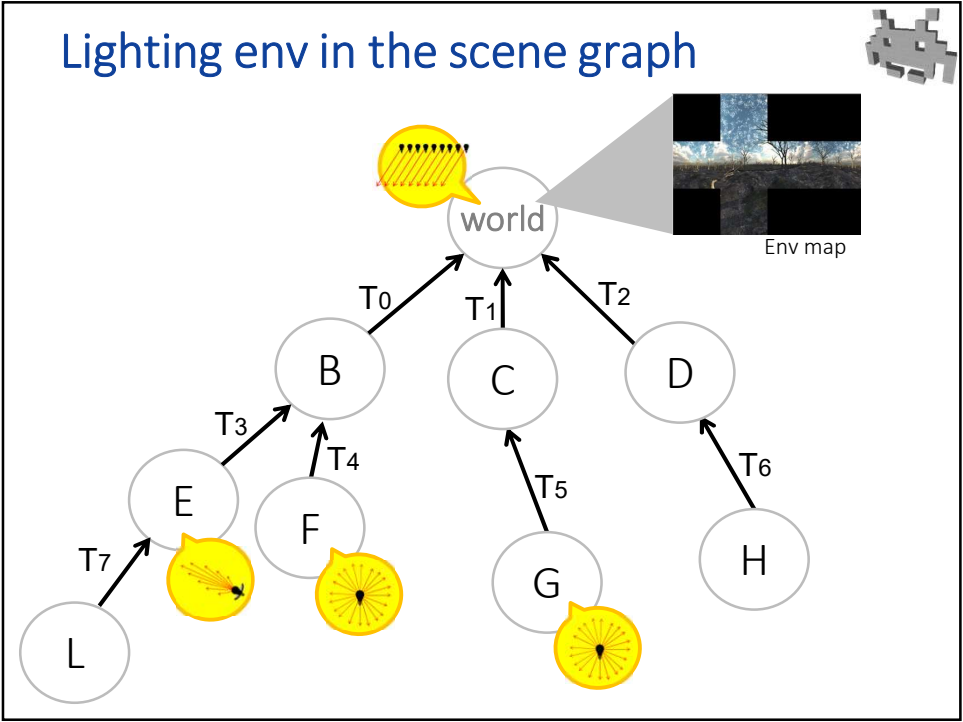 Lighting env in the scene graph
world
Env map
T0
T1
T2
B
C
D
T3
T4
T5
T6
E
F
G
H
T7
L